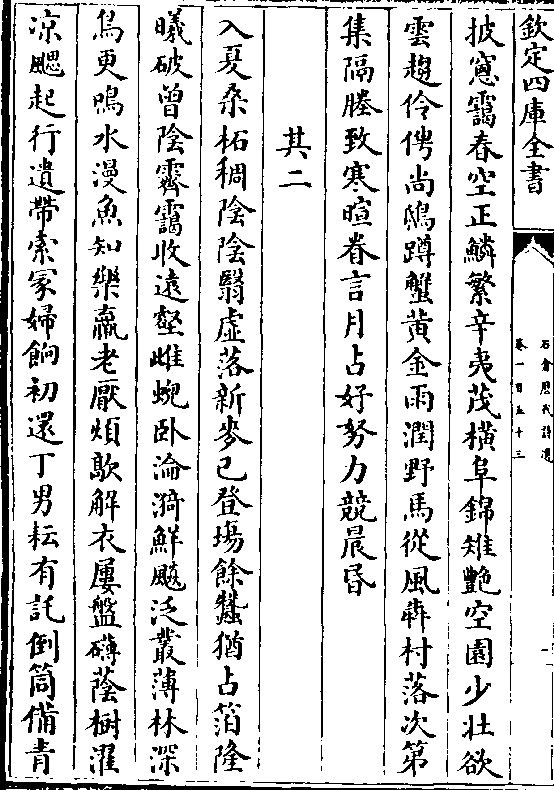 欽定四庫全書
石倉歷代詩選
卷一百五十三
披窻靄春空正鱗繁辛夷茂横阜錦雉艷空園少壯欲
雲趨伶俜尚鴟蹲蟹黄金雨潤野馬從風犇村落次第
集隔塍致寒暄眷言月占好努力競晨昏
其二
入夏桑柘稠陰陰翳虚落新麥已登場餘蠶猶占箔隆
曦破曾陰霽靄收遠壑雌蜺卧淪漪鮮飈泛叢薄林深
鳥更鳴水漫魚知樂羸老厭煩歊解衣屢盤礴蔭樹濯
凉颸起行遺帶索冢婦餉初還丁男耘有託倒筒備青